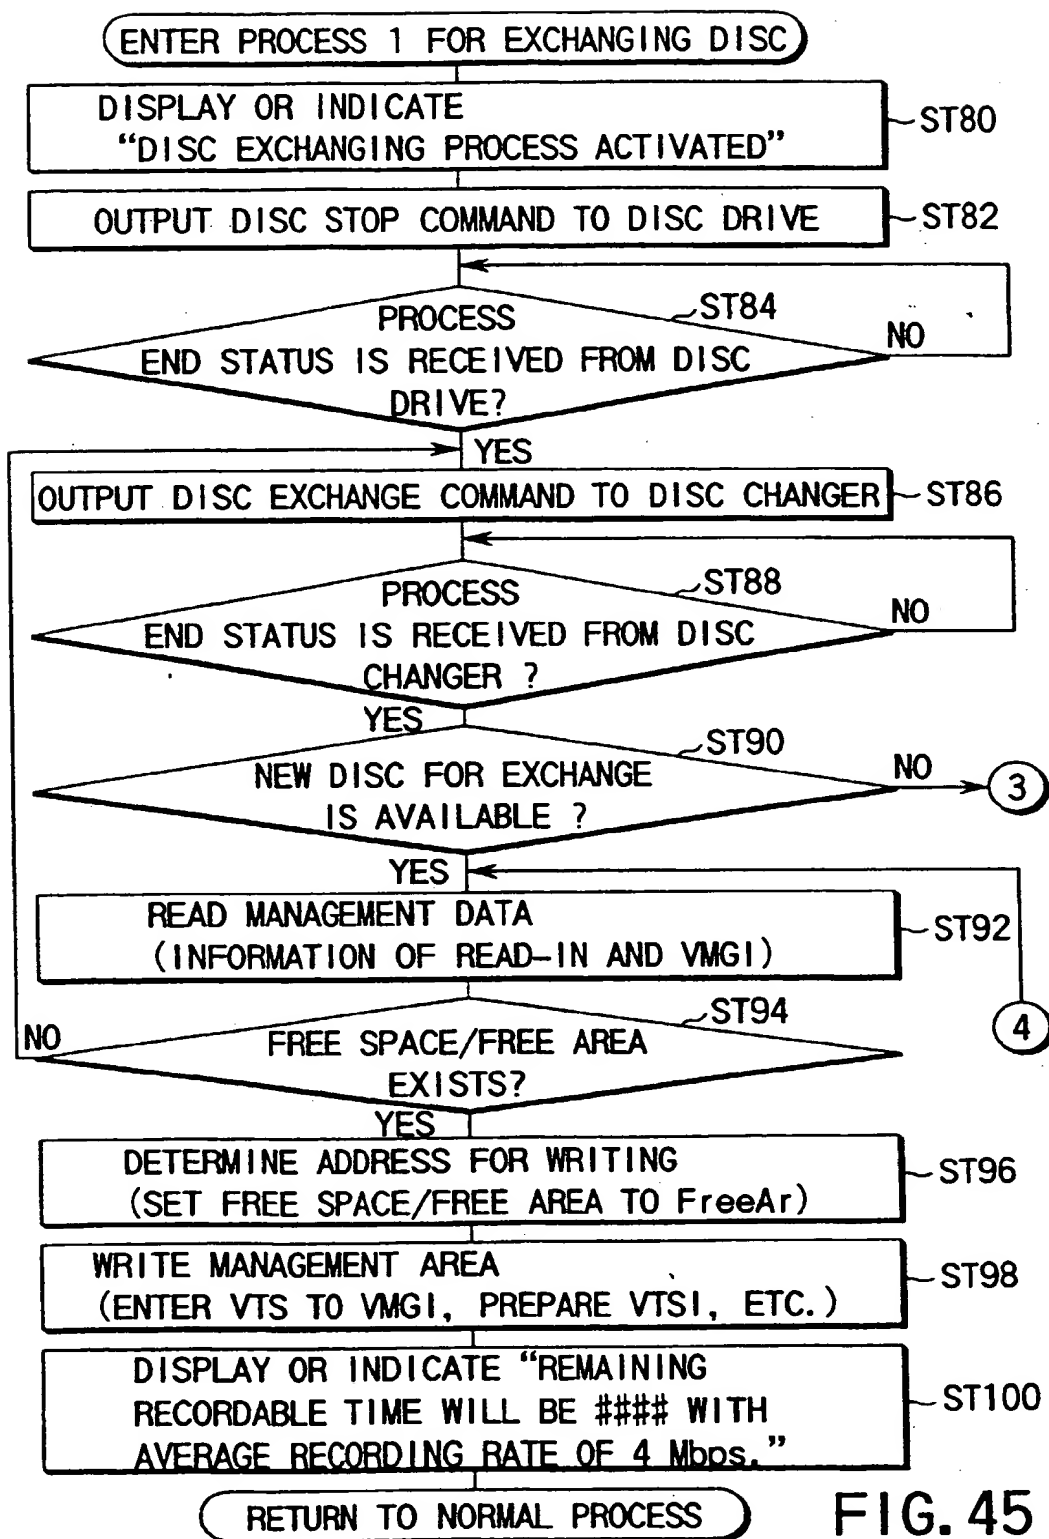 ENTER PROCESS 1 FOR EXCHANGING DISC
DISPLAY OR INDICATE
“DISC EXCHANGING PROCESS ACTIVATED”
ST80
OUTPUT DISC STOP COMMAND TO DISC DRIVE
ST82
ST84
PROCESS
END STATUS IS RECEIVED FROM DISC
DRIVE?
NO
YES
OUTPUT DISC EXCHANGE COMMAND TO DISC CHANGER
ST86
ST88
PROCESS
END STATUS IS RECEIVED FROM DISC
CHANGER ?
NO
YES
ST90
NEW DISC FOR EXCHANGE
IS AVAILABLE ?
NO
3
YES
READ MANAGEMENT DATA
(INFORMATION OF READ-IN AND VMGI)
ST92
ST94
4
NO
FREE SPACE/FREE AREA
EXISTS?
YES
DETERMINE ADDRESS FOR WRITING
(SET FREE SPACE/FREE AREA TO FreeAr)
ST96
WRITE MANAGEMENT AREA
(ENTER VTS TO VMGI, PREPARE VTSI, ETC.)
ST98
DISPLAY OR INDICATE “REMAINING
RECORDABLE TIME WILL BE #### WITH
AVERAGE RECORDING RATE OF 4 Mbps.”
ST100
RETURN TO NORMAL PROCESS
FIG. 45